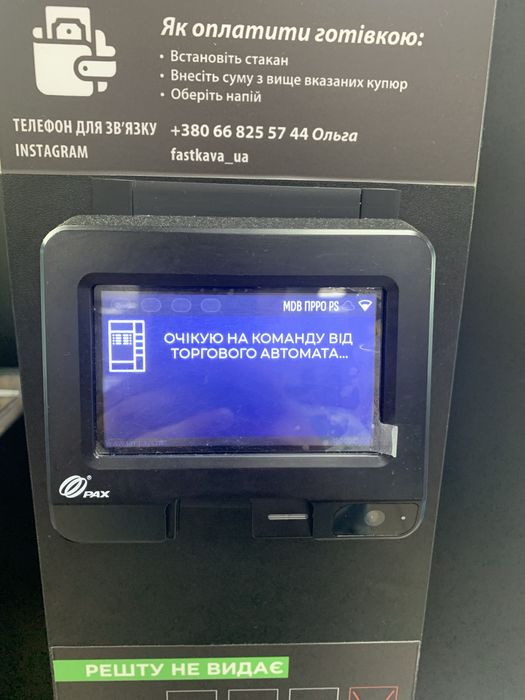 Як оплатити готівкою:
• Встановіть стакан
• Внесіть суму з вище вказаних купюр
• Оберіть напій
ТЕЛЕФОН ДЛЯ ЗВ'ЯЗКУ +380 66 825 57 44 Ольга
INSTAGRAM fastkava_ua
MDB ПРРО PS
ОЧІКУЮ НА КОМАНДУ ВІД
ТОРГОВОГО АВТОМАТА...
PAX
РЕШТУ НЕ ВИДАЄ